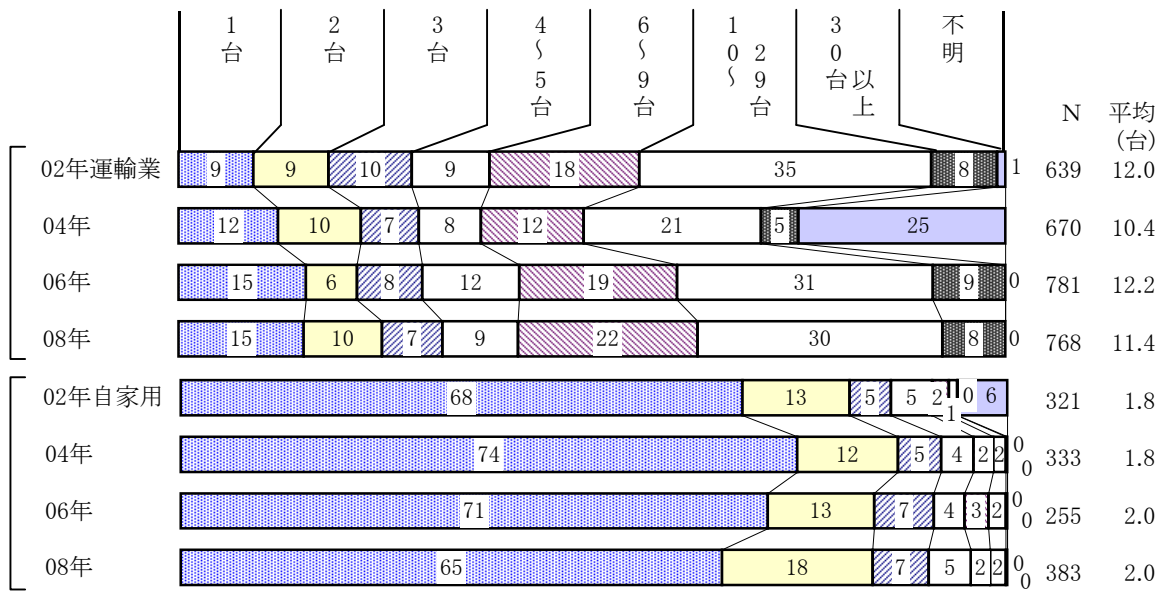 1台 2台 3台 4～5台 6～9台 10～29台 30台以上 不明
N 平均(台)
02年運輸業 9 9 10 9 18 35 8 1 639 12.0
04年 12 10 7 8 12 21 5 25 670 10.4
06年 15 6 8 12 19 31 9 0 781 12.2
08年 15 10 7 9 22 30 8 0 768 11.4
02年自家用 68 13 5 5 2 1 0 6 321 1.8
04年 74 12 5 4 2 2 0 0 333 1.8
06年 71 13 7 4 3 2 0 0 255 2.0
08年 65 18 7 5 2 2 0 0 383 2.0